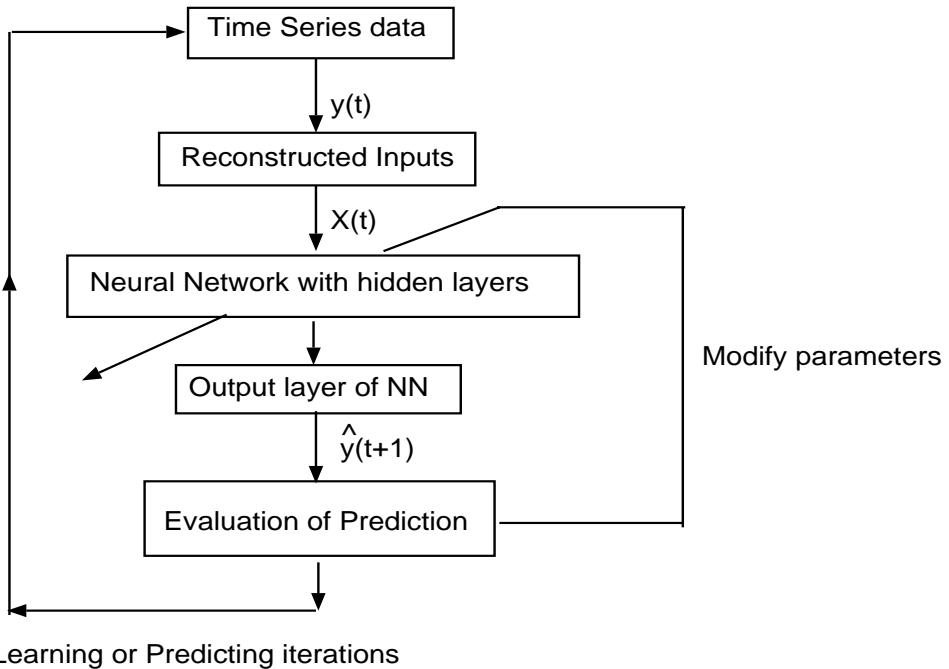 Time Series data
y(t)
Reconstructed Inputs
X(t)
Neural Network with hidden layers
Modify parameters
Output layer of NN
ŷ(t+1)
Evaluation of Prediction
Learning or Predicting iterations